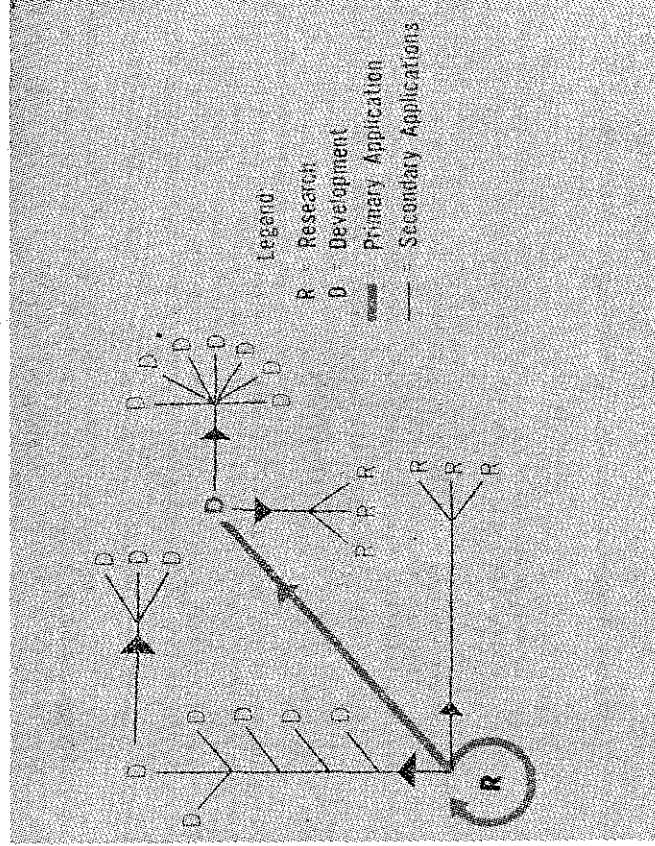 D
D D D
D
D
D
D D
D D
D D
D
D
D
D
R R R
R
R
R
R
Legend
R Research
D Development
Primary Application
Secondary Applications